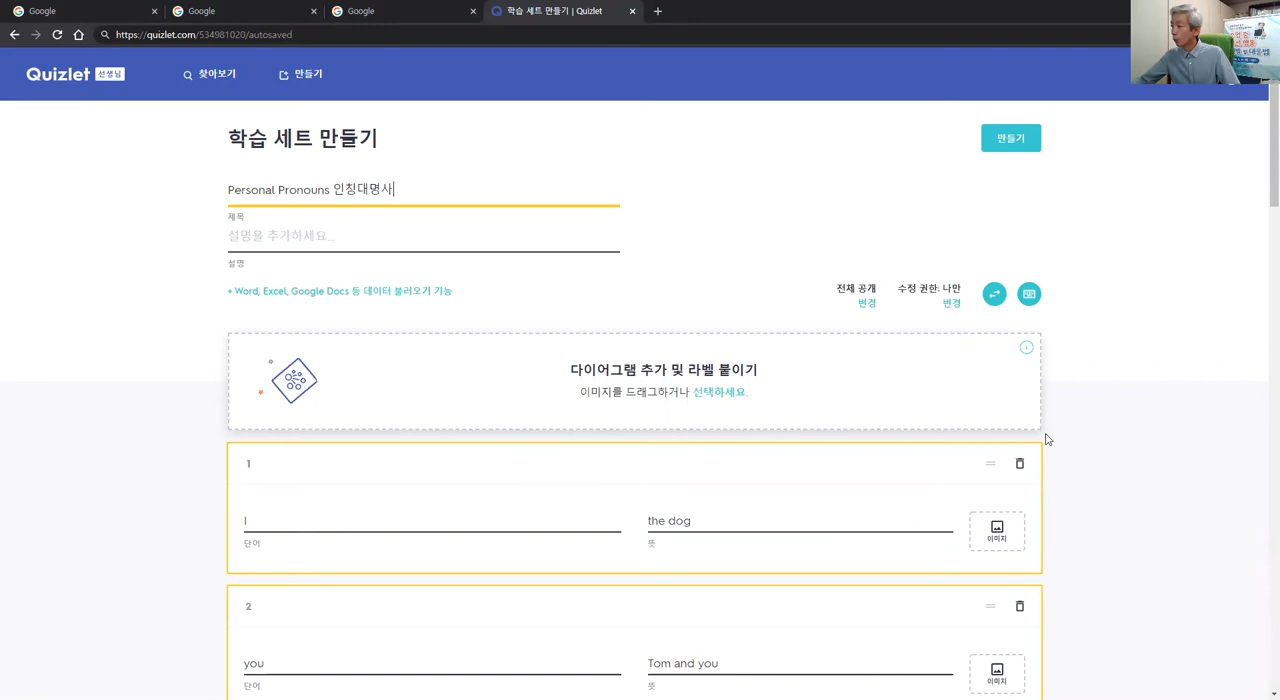 Google
Google
Google
학습 세트 만들기 | Quizlet
https://quizlet.com/534981020/autosaved
Quizlet 선생님
찾아보기
만들기
학습 세트 만들기
만들기
Personal Pronouns 인칭대명사
제목
설명을 추가하세요...
설명
+ Word, Excel, Google Docs 등 데이터 불러오기 기능
전체 공개
변경
수정 권한: 나만
변경
다이어그램 추가 및 라벨 붙이기
이미지를 드래그하거나 선택하세요.
1
I
the dog
단어
뜻
이미지
2
you
Tom and you
단어
뜻
이미지